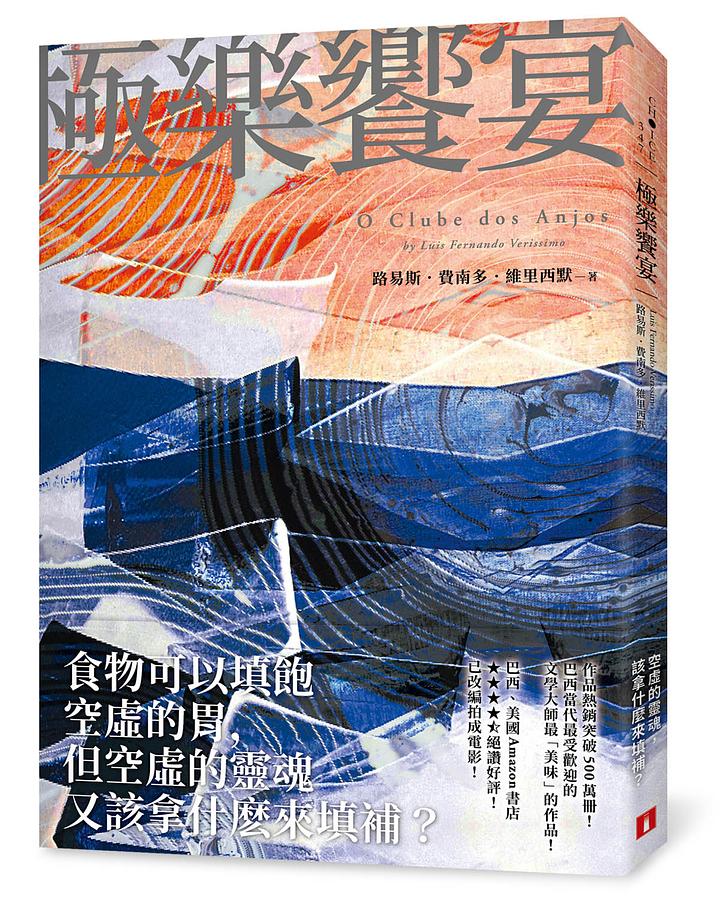 極樂饗宴
O Clube dos Anjos
by Luis Fernando Verissimo
路易斯・費南多・維里西默—著
食物可以填飽
空虛的胃,
但空虛的靈魂
又該拿什麼來填補？
作品熱銷突破500萬冊！
巴西當代最受歡迎的
文學大師最「美味」的作品！
巴西、美國Amazon書店
★★★★⯪絕讚好評！
已改編拍成電影！
CH●ICE
347
極樂饗宴
Luis Fernando Verissimo
路易斯・費南多・維里西默
空虛的靈魂，
該拿什麼來填補？